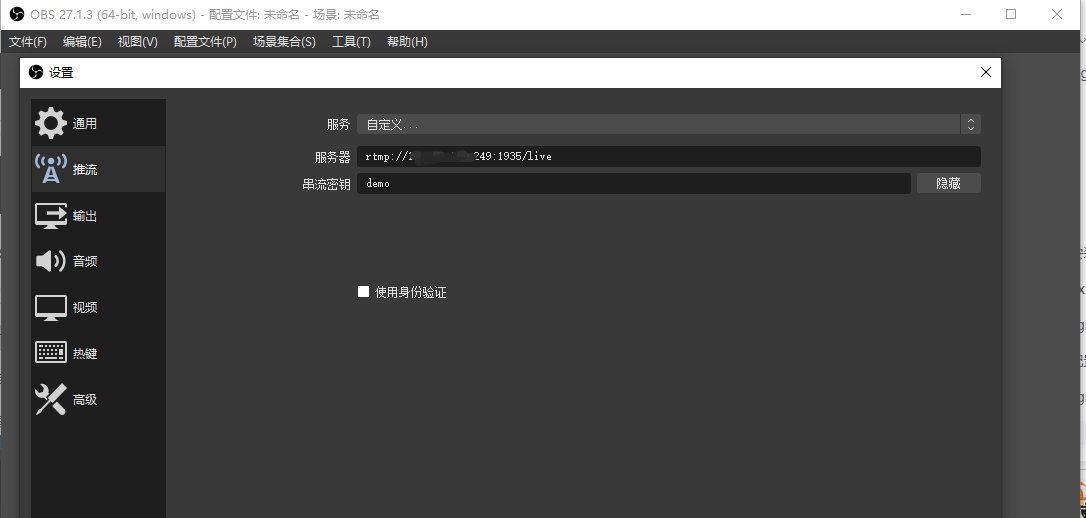 OBS 27.1.3 (64-bit, windows) - 配置文件: 未命名 - 场景: 未命名
文件(F) 编辑(E) 视图(V) 配置文件(P) 场景集合(S) 工具(T) 帮助(H)
设置
通用
推流
输出
音频
视频
热键
高级
服务 自定义...
服务器 rtmp:// 249:1935/live
串流密钥 demo 隐藏
使用身份验证